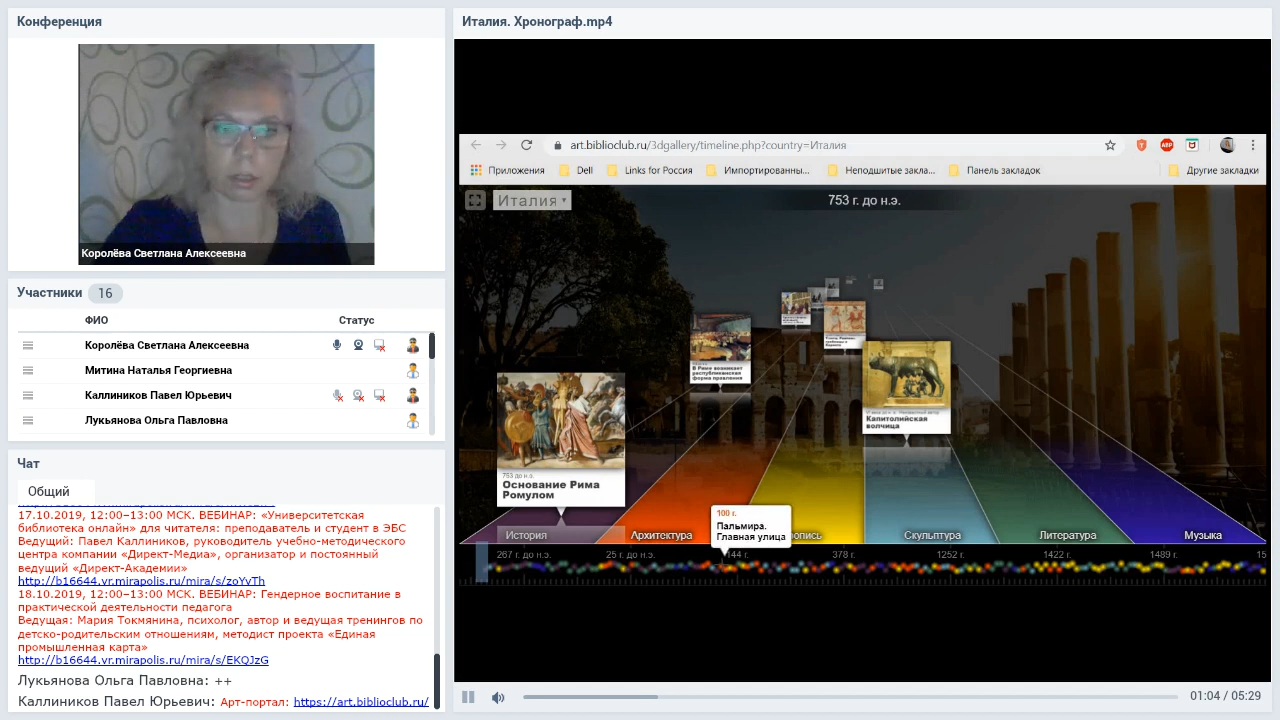 Конференция
Королёва Светлана Алексеевна
Участники 16
ФИО Статус
Королёва Светлана Алексеевна
Митина Наталья Георгиевна
Каллиников Павел Юрьевич
Лукьянова Ольга Павловна
Чат
Общий
17.10.2019, 12:00–13:00 МСК. ВЕБИНАР: «Университетская
библиотека онлайн» для читателя: преподаватель и студент в ЭБС
Ведущий: Павел Каллиников, руководитель учебно-методического
центра компании «Директ-Медиа», организатор и постоянный
ведущий «Директ-Академии»
http://b16644.vr.mirapolis.ru/mira/s/zoYvTh
18.10.2019, 12:00–13:00 МСК. ВЕБИНАР: Гендерное воспитание в
практической деятельности педагога
Ведущая: Мария Токмянина, психолог, автор и ведущая тренингов по
детско-родительским отношениям, методист проекта «Единая
промышленная карта»
http://b16644.vr.mirapolis.ru/mira/s/EKQJzG
Лукьянова Ольга Павловна: ++
Каллиников Павел Юрьевич: Арт-портал: https://art.biblioclub.ru/
Италия. Хронограф.mp4
art.biblioclub.ru/3dgallery/timeline.php?country=Италия
ABP
Приложения Dell Links for Россия Импортированны... Неподшитые закла... Панель закладок Другие закладки
Италия
753 г. до н.э.
В Риме возникает
республиканская
форма правления
Капитолийская
волчица
753 до н.э.
Основание Рима
Ромулом
100 г.
Пальмира.
Главная улица
История Архитектура опись Скульптура Литература Музыка
267 г. до н.э. 25 г. до н.э. 144 г. 378 г. 1252 г. 1422 г. 1489 г. 15
01:04 / 05:29